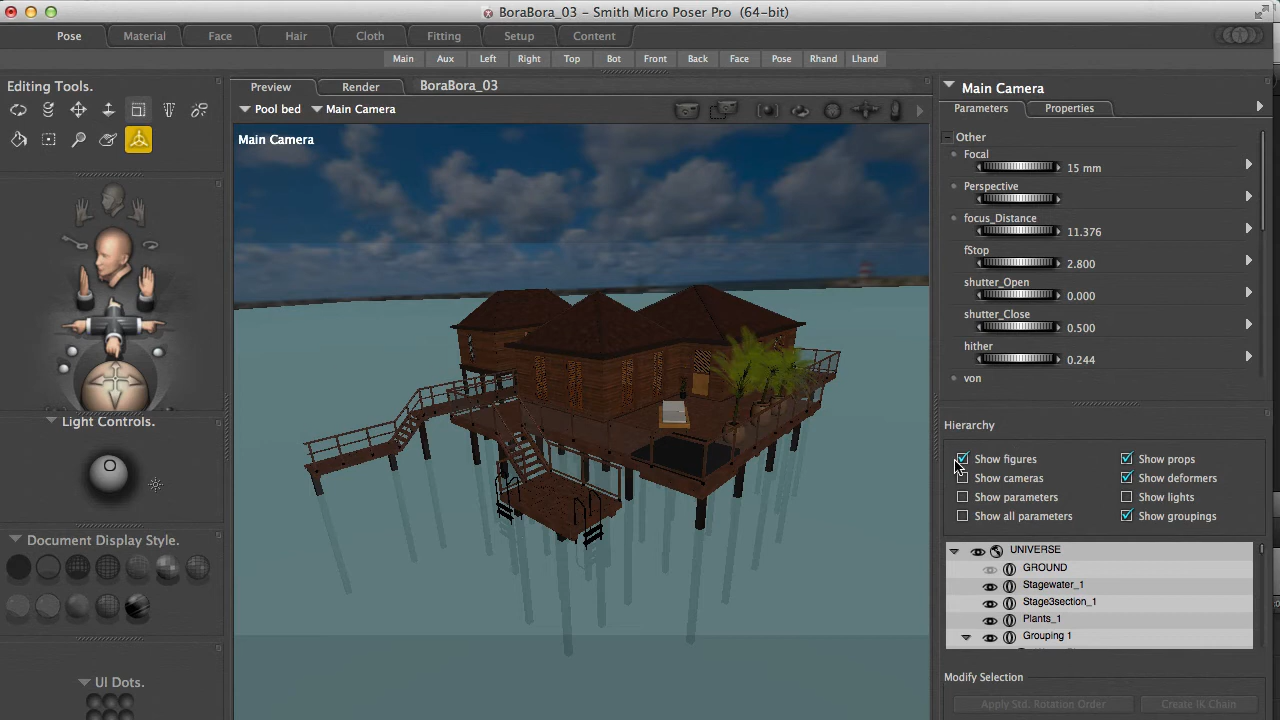 BoraBora_03 - Smith Micro Poser Pro (64-bit)
Pose Material Face Hair Cloth Fitting Setup Content
Main Aux Left Right Top Bot Front Back Face Pose Rhand Lhand
Editing Tools.
Light Controls.
Document Display Style.
UI Dots.
Preview Render BoraBora_03
Pool bed Main Camera
Main Camera
Main Camera
Parameters Properties
Other
Focal
15 mm
Perspective
focus_Distance
11.376
fStop
2.800
shutter_Open
0.000
shutter_Close
0.500
hither
0.244
yon
Hierarchy
Show figures Show props
Show cameras Show deformers
Show parameters Show lights
Show all parameters Show groupings
UNIVERSE
GROUND
Stagewater_1
Stage3section_1
Plants_1
Grouping 1
Modify Selection
Apply Std. Rotation Order Create IK Chain